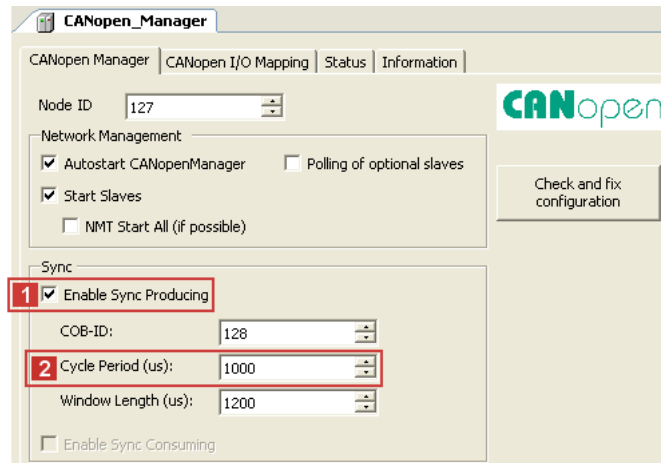 CANopen_Manager
CANopen Manager CANopen I/O Mapping Status Information
Node ID 127
CANopen
Network Management
Autostart CANopenManager Polling of optional slaves
Start Slaves
NMT Start All (if possible)
Check and fix
configuration
Sync
1 Enable Sync Producing
COB-ID: 128
2 Cycle Period (us): 1000
Window Length (us): 1200
Enable Sync Consuming